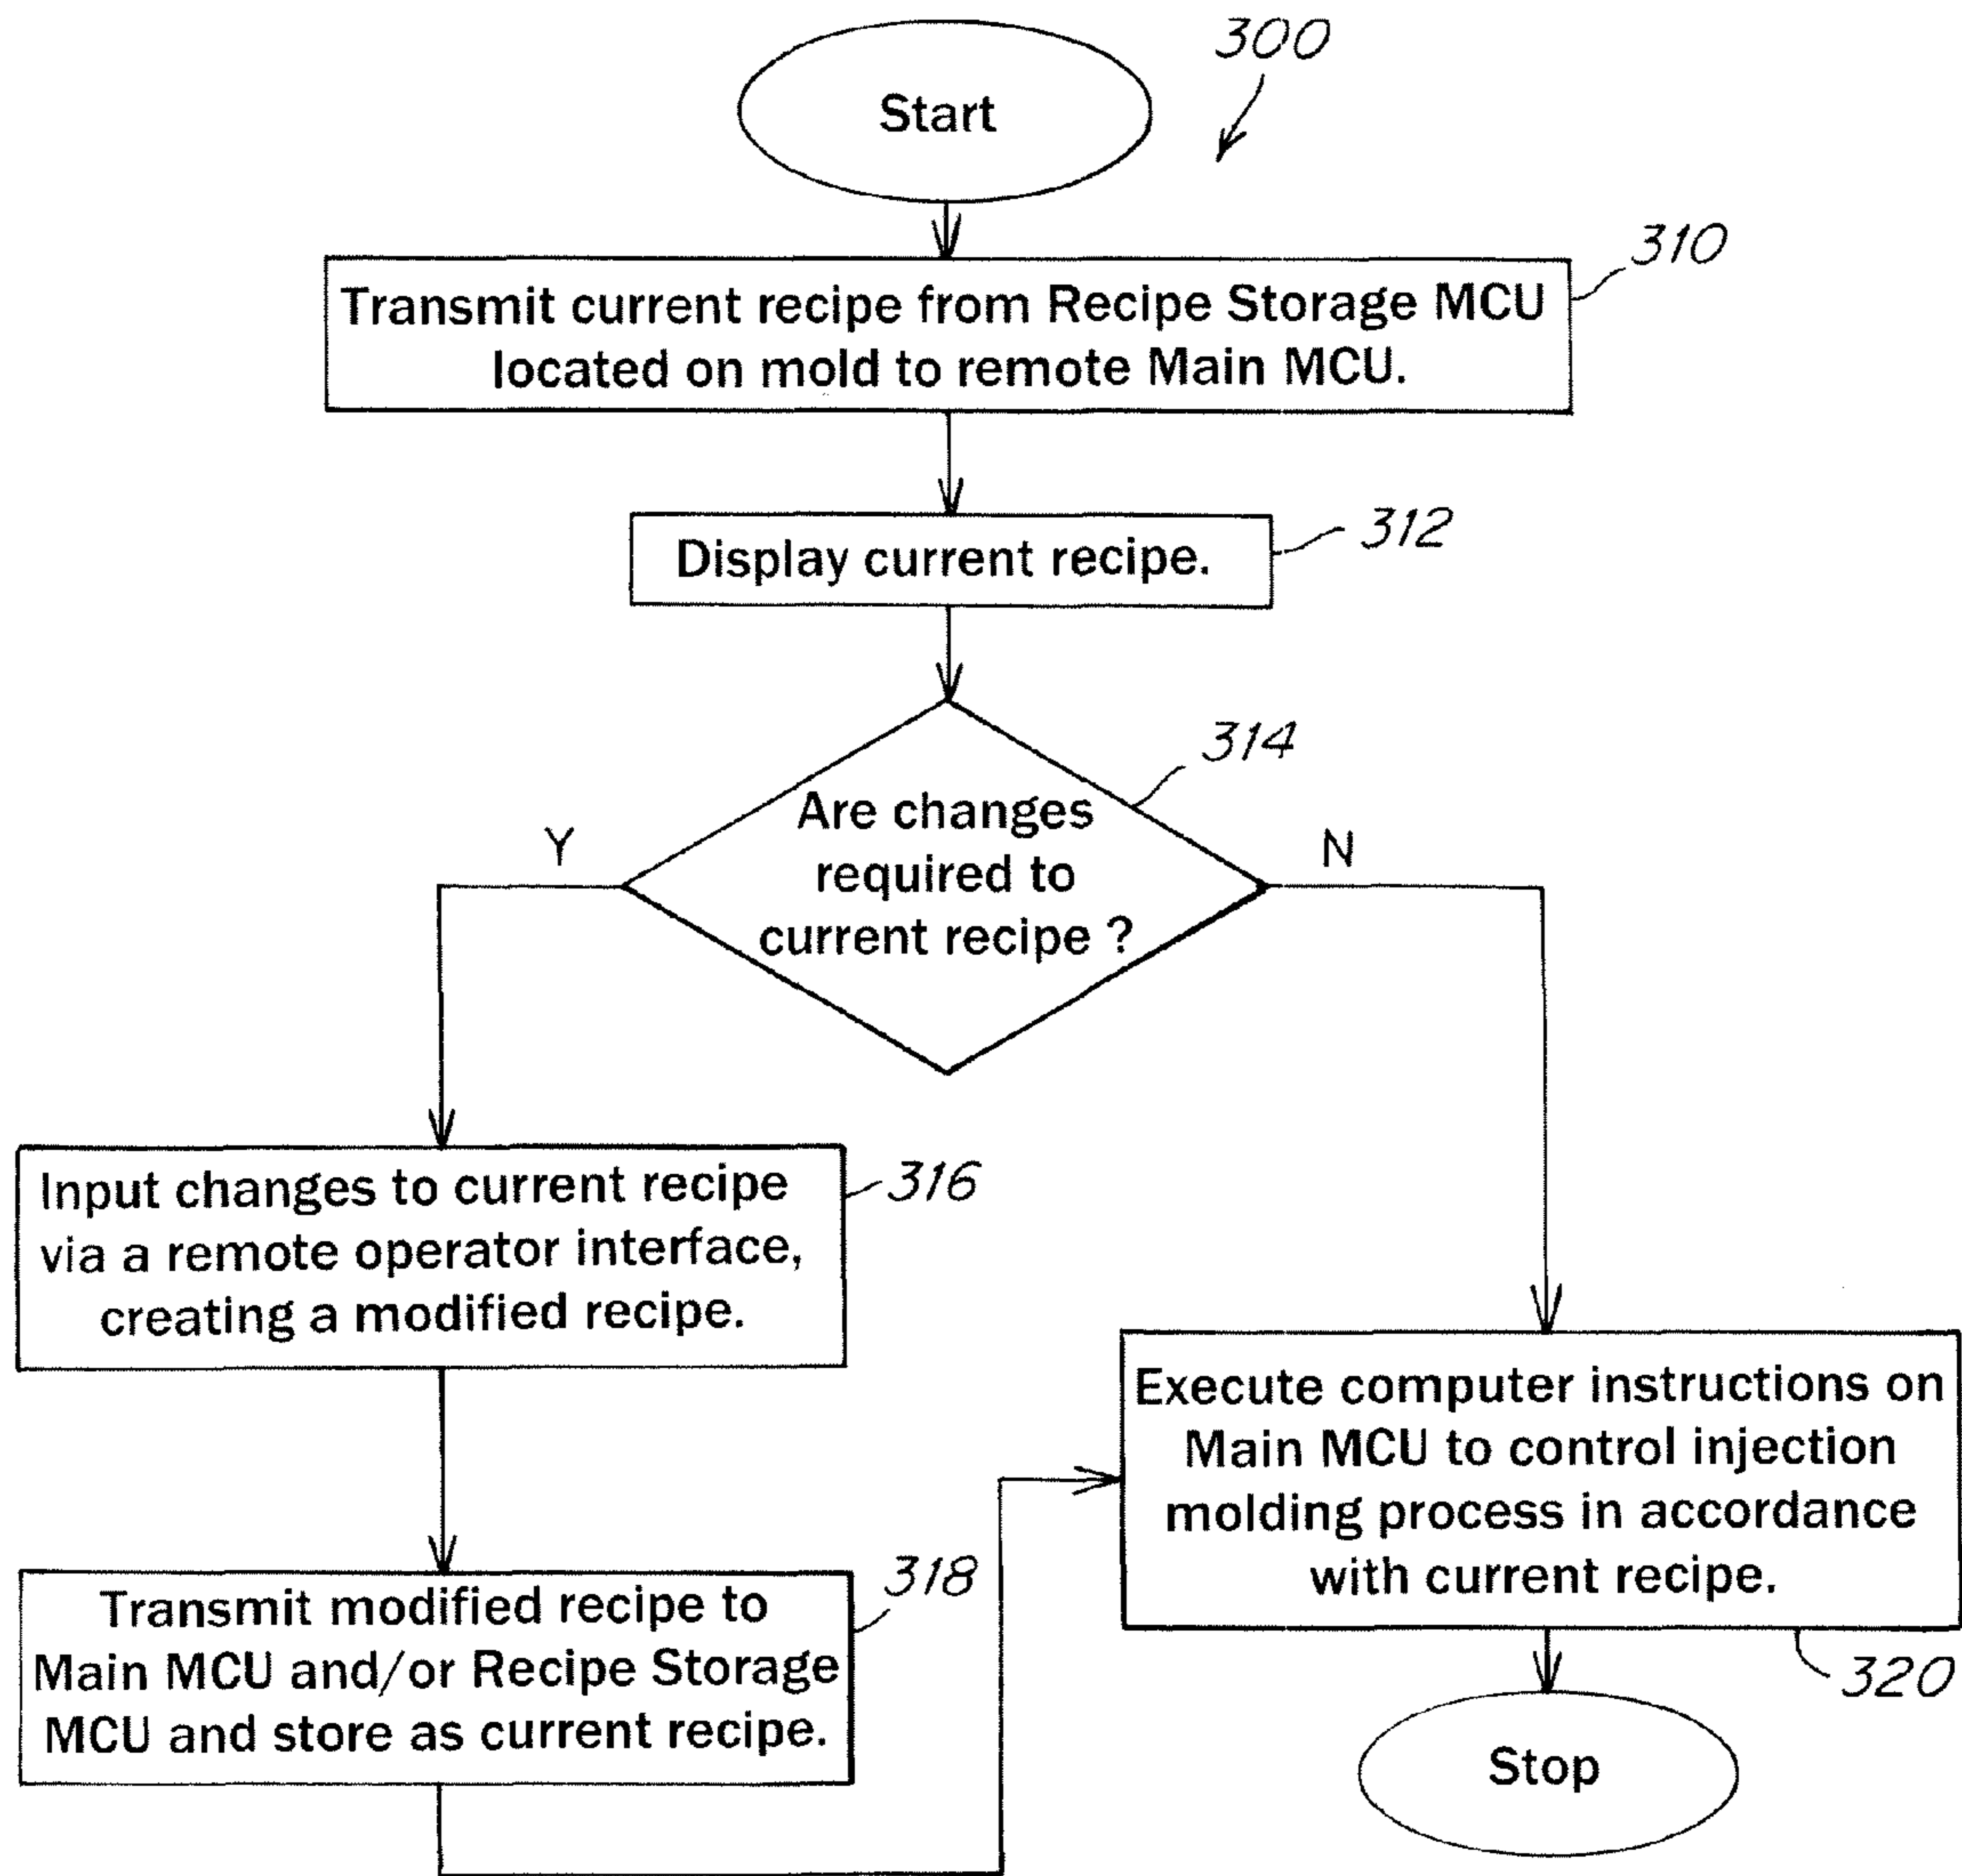 300
Start
310
Transmit current recipe from Recipe Storage MCU
located on mold to remote Main MCU.
312
Display current recipe.
314
Are changes
required to
current recipe ?
Y
N
316
Input changes to current recipe
via a remote operator interface,
creating a modified recipe.
318
Transmit modified recipe to
Main MCU and/or Recipe Storage
MCU and store as current recipe.
Execute computer instructions on
Main MCU to control injection
molding process in accordance
with current recipe.
320
Stop